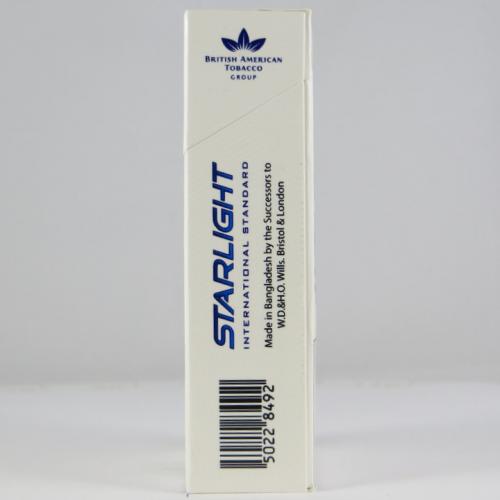 BRITISH AMERICAN
TOBACCO
GROUP
STARLIGHT
INTERNATIONAL STANDARD
Made in Bangladesh by the Successors to
W.D.&H.O. Wills. Bristol & London
5022 8492